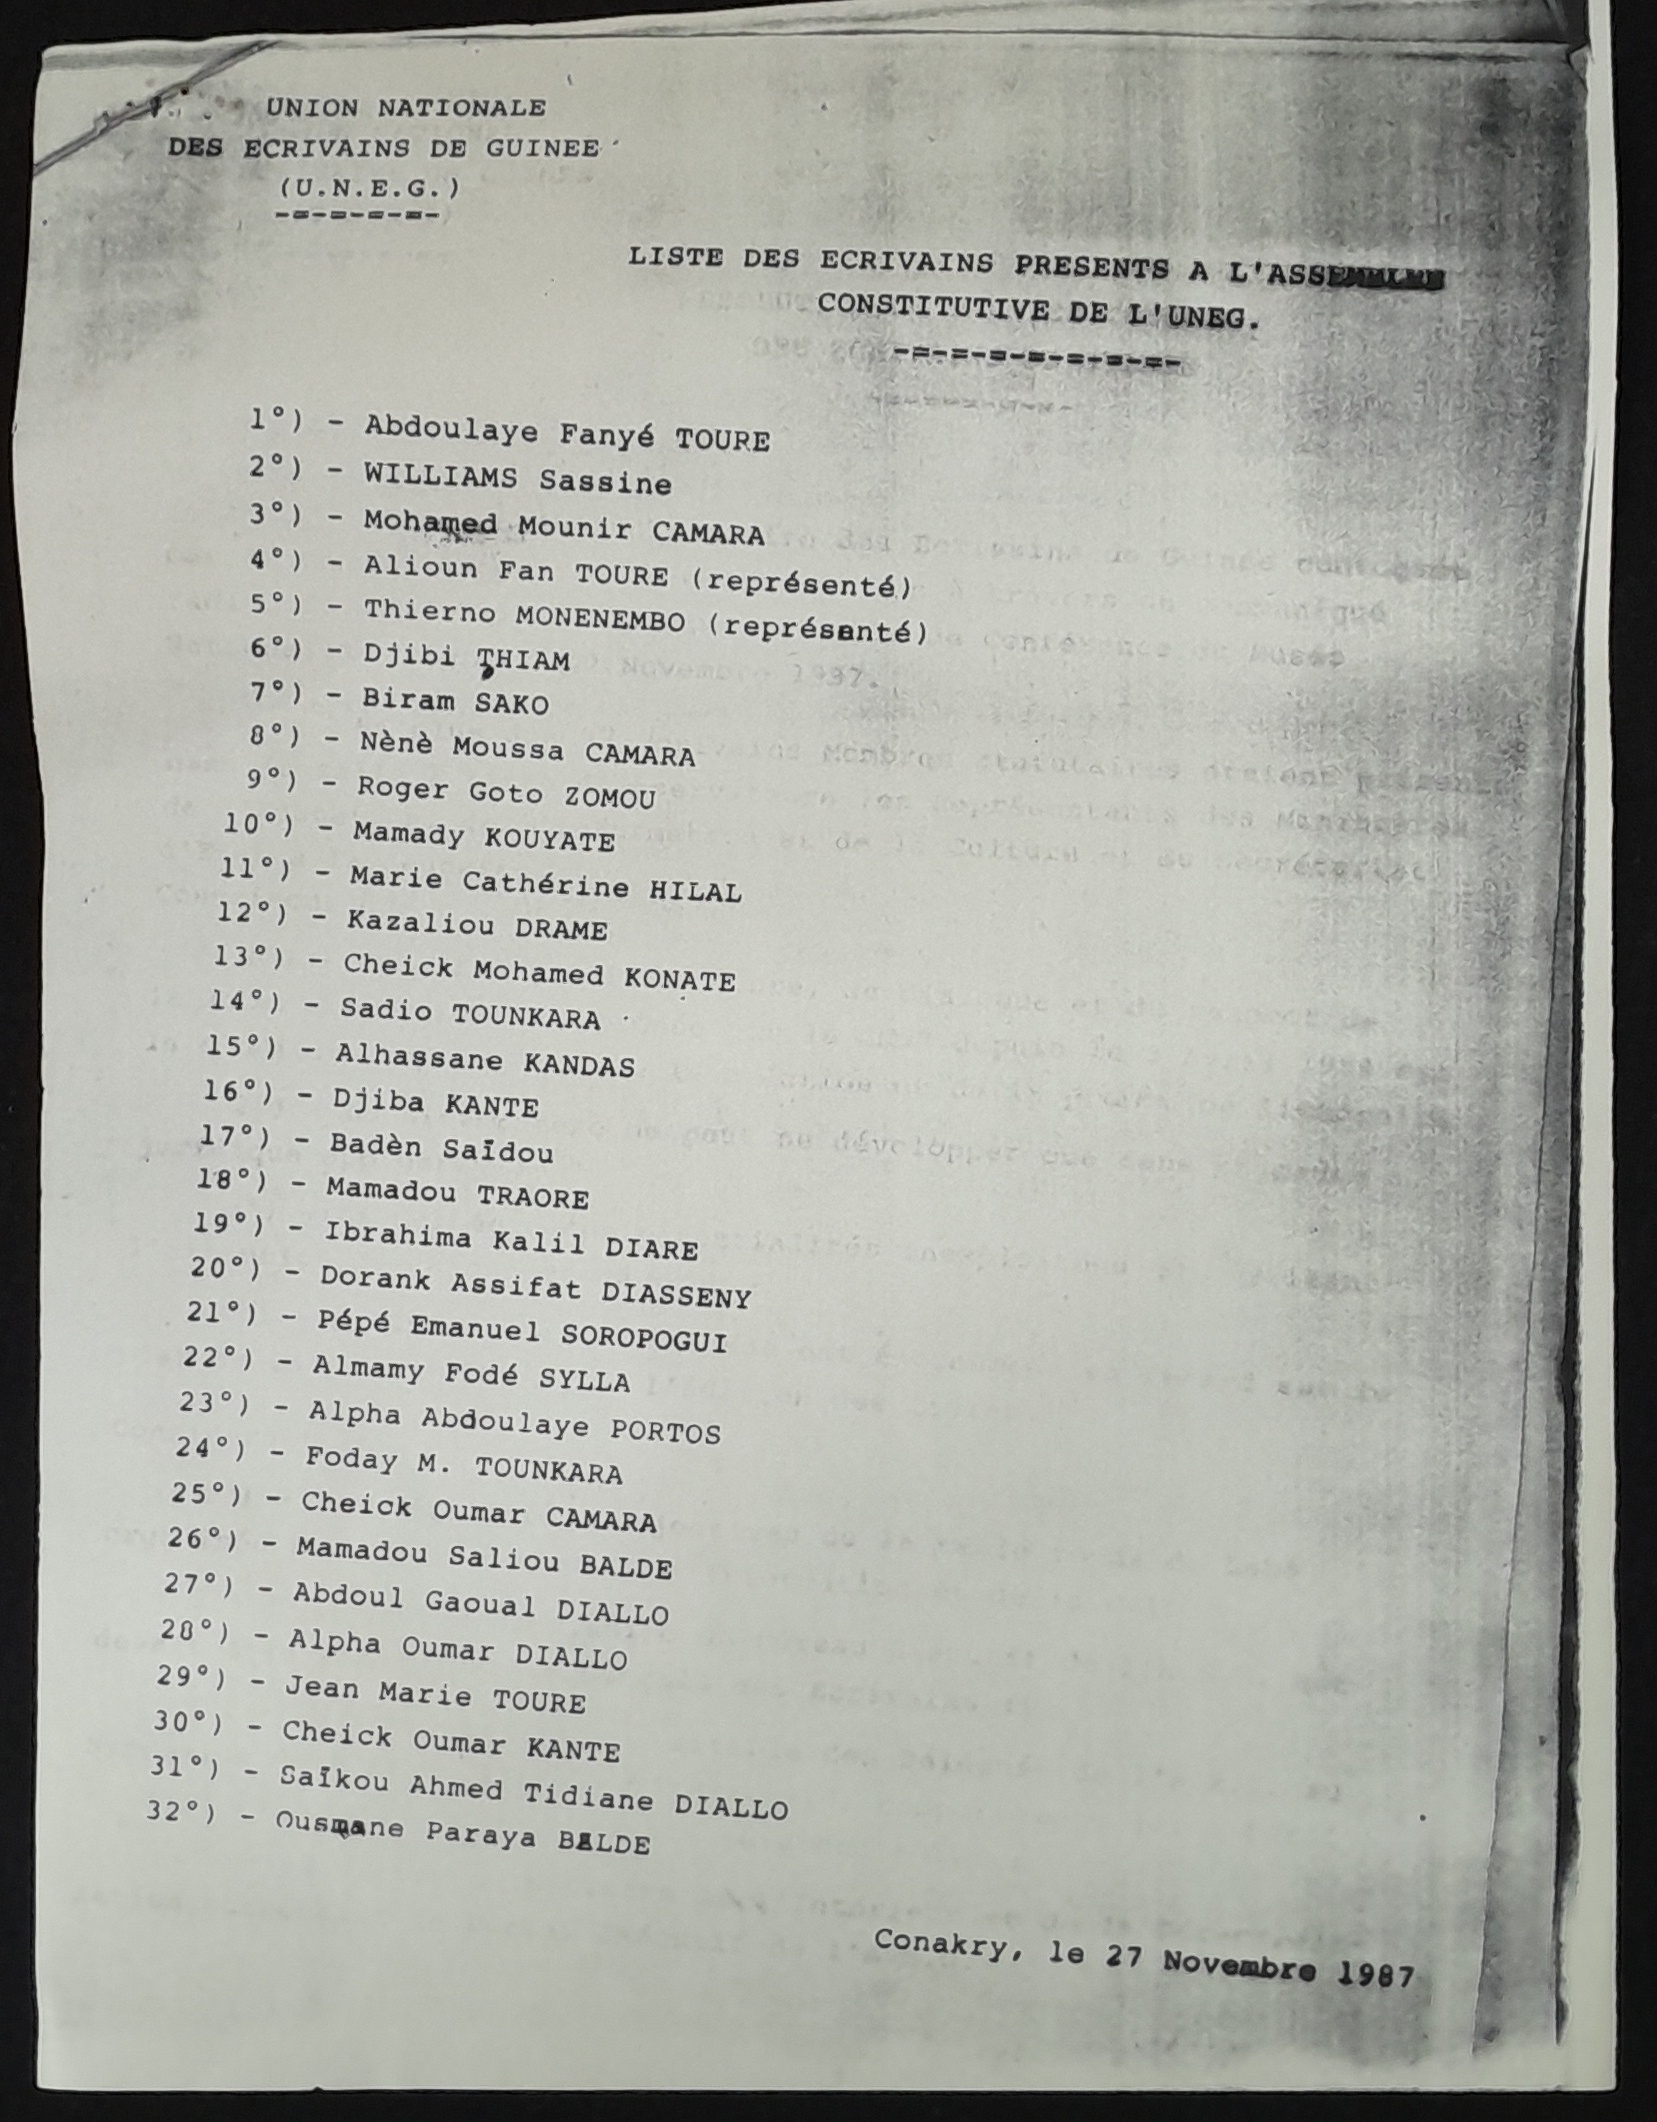 UNION NATIONALE
DES ECRIVAINS DE GUINEE
(U.N.E.G.)
-=-=-=-=-
LISTE DES ECRIVAINS PRESENTS A L'ASSEMBLEE
CONSTITUTIVE DE L'UNEG.
-=-=-=-=-=-=-=-
1°) - Abdoulaye Fanyé TOURE
2°) - WILLIAMS Sassine
3°) - Mohamed Mounir CAMARA
4°) - Alioun Fan TOURE (représenté)
5°) - Thierno MONENEMBO (représenté)
6°) - Djibi THIAM
7°) - Biram SAKO
8°) - Nènè Moussa CAMARA
9°) - Roger Goto ZOMOU
10°) - Mamady KOUYATE
11°) - Marie Cathérine HILAL
12°) - Kazaliou DRAME
13°) - Cheick Mohamed KONATE
14°) - Sadio TOUNKARA
15°) - Alhassane KANDAS
16°) - Djiba KANTE
17°) - Badèn Saïdou
18°) - Mamadou TRAORE
19°) - Ibrahima Kalil DIARE
20°) - Dorank Assifat DIASSENY
21°) - Pépé Emanuel SOROPOGUI
22°) - Almamy Fodé SYLLA
23°) - Alpha Abdoulaye PORTOS
24°) - Foday M. TOUNKARA
25°) - Cheick Oumar CAMARA
26°) - Mamadou Saliou BALDE
27°) - Abdoul Gaoual DIALLO
28°) - Alpha Oumar DIALLO
29°) - Jean Marie TOURE
30°) - Cheick Oumar KANTE
31°) - Saïkou Ahmed Tidiane DIALLO
32°) - Ousmane Paraya BALDE
Conakry, le 27 Novembre 1987